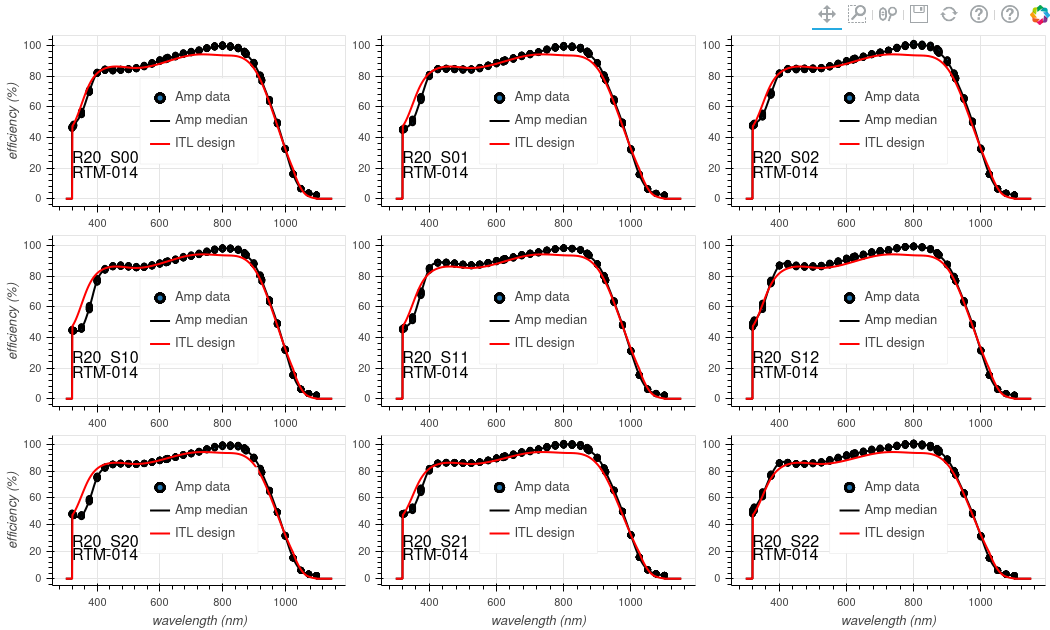 efficiency (%)
100
80
60
40
20
0
Amp data
Amp median
ITL design
R20_S00
RTM-014
400
600
800
1000
100
80
60
40
20
0
Amp data
Amp median
ITL design
R20_S01
RTM-014
400
600
800
1000
100
80
60
40
20
0
Amp data
Amp median
ITL design
R20_S02
RTM-014
400
600
800
1000
efficiency (%)
100
80
60
40
20
0
Amp data
Amp median
ITL design
R20_S10
RTM-014
400
600
800
1000
100
80
60
40
20
0
Amp data
Amp median
ITL design
R20_S11
RTM-014
400
600
800
1000
100
80
60
40
20
0
Amp data
Amp median
ITL design
R20_S12
RTM-014
400
600
800
1000
efficiency (%)
100
80
60
40
20
0
Amp data
Amp median
ITL design
R20_S20
RTM-014
400
600
800
1000
wavelength (nm)
100
80
60
40
20
0
Amp data
Amp median
ITL design
R20_S21
RTM-014
400
600
800
1000
wavelength (nm)
100
80
60
40
20
0
Amp data
Amp median
ITL design
R20_S22
RTM-014
400
600
800
1000
wavelength (nm)